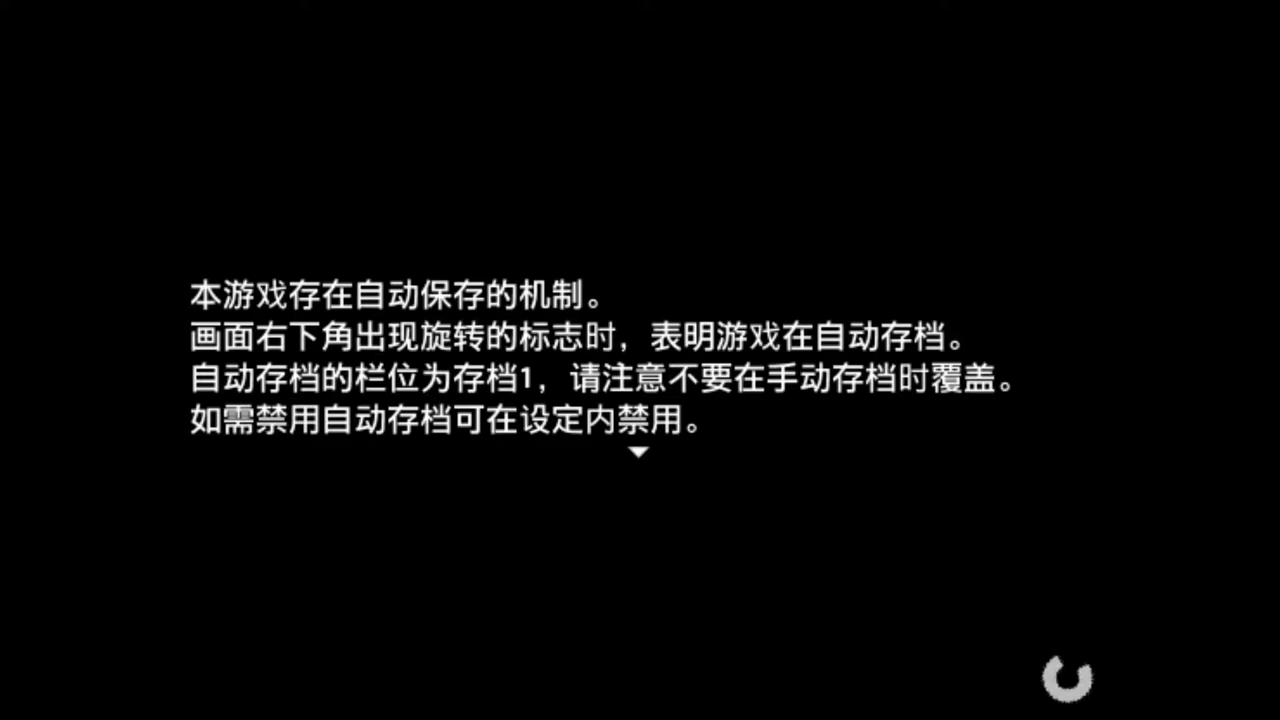 本游戏存在自动保存的机制。
画面右下角出现旋转的标志时，表明游戏在自动存档。
自动存档的栏位为存档1，请注意不要在手动存档时覆盖。
如需禁用自动存档可在设定内禁用。